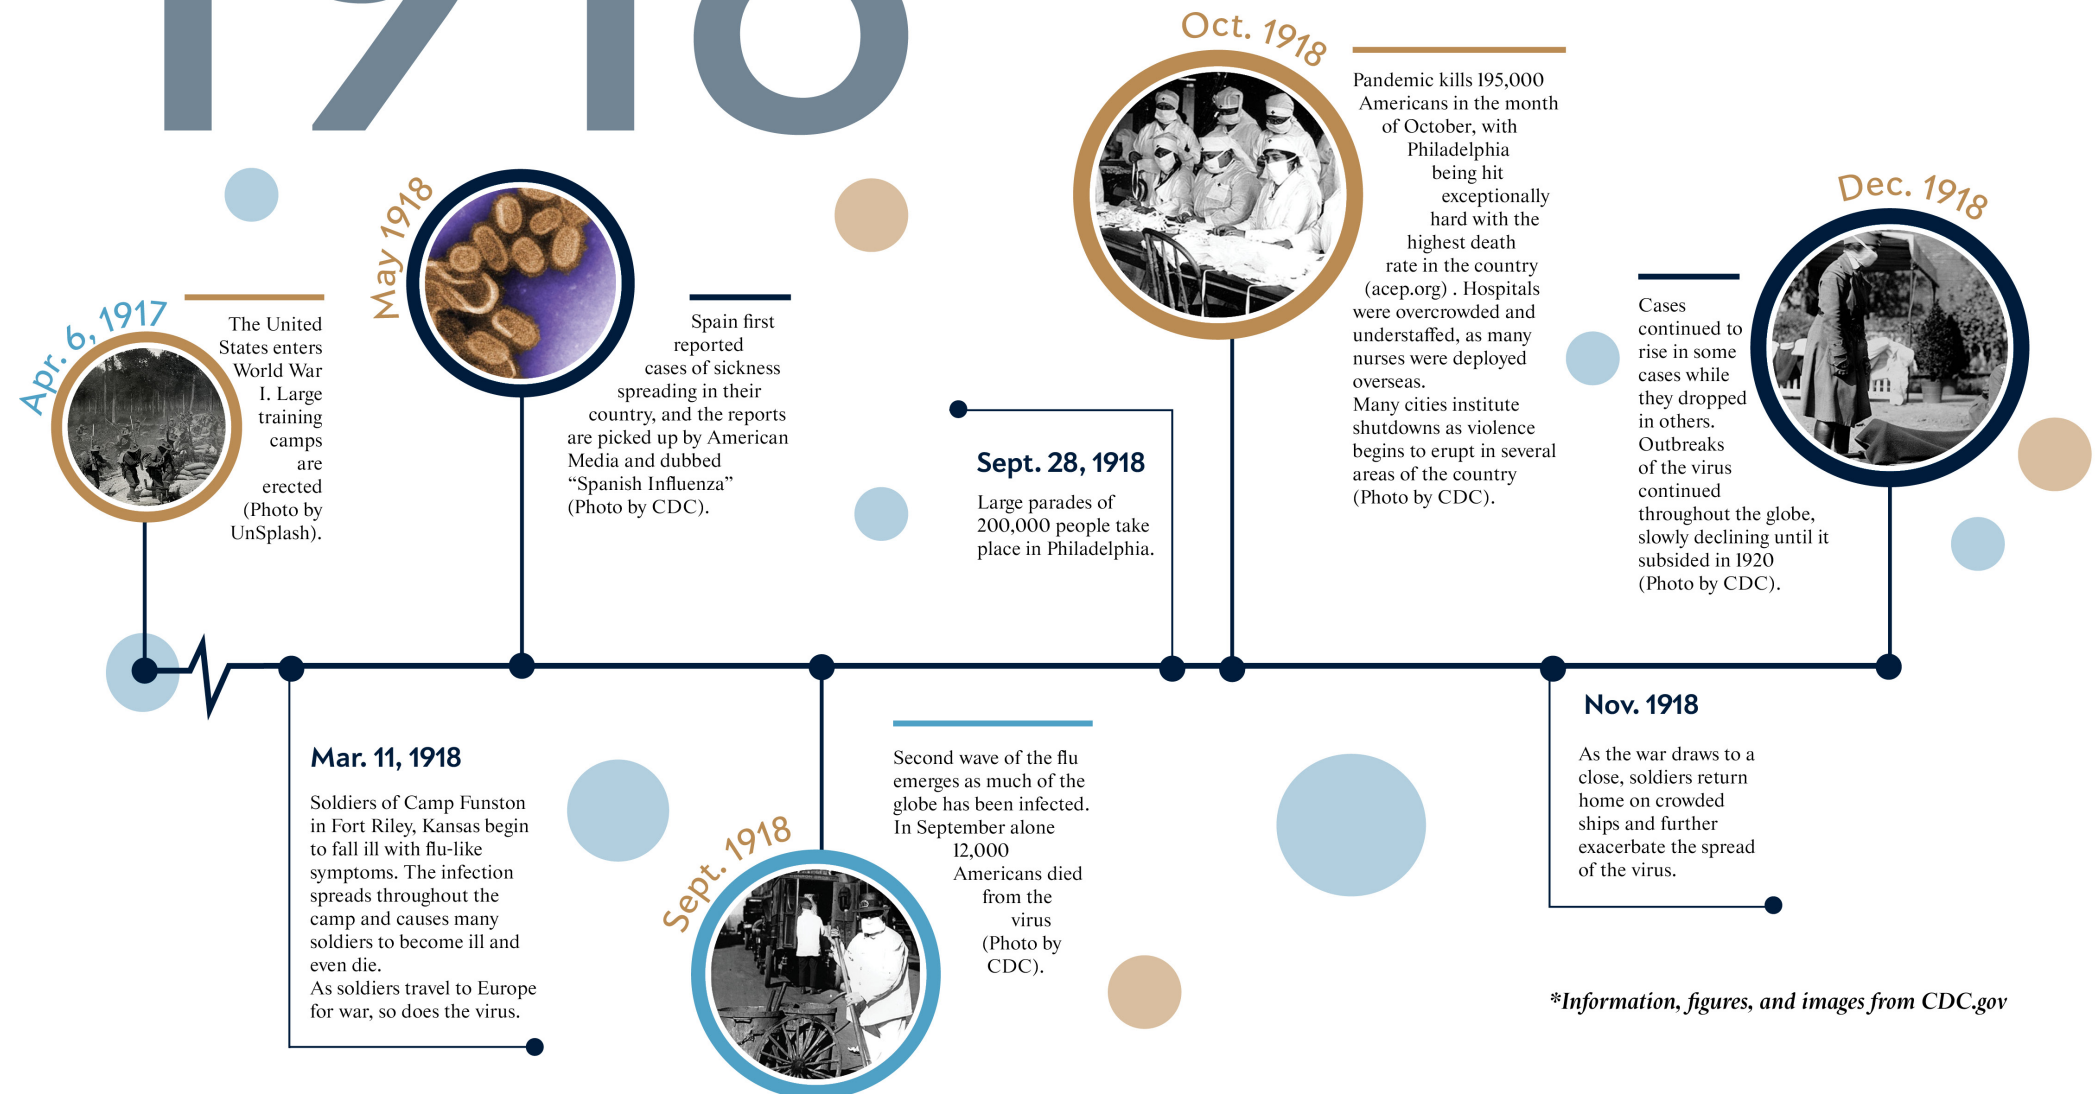 1918
Apr. 6, 1917
The United
States enters
World War
I. Large
training
camps
are
erected
(Photo by
UnSplash).
Mar. 11, 1918
Soldiers of Camp Funston
in Fort Riley, Kansas begin
to fall ill with flu-like
symptoms. The infection
spreads throughout the
camp and causes many
soldiers to become ill and
even die.
As soldiers travel to Europe
for war, so does the virus.
May 1918
Spain first
reported
cases of sickness
spreading in their
country, and the reports
are picked up by American
Media and dubbed
“Spanish Influenza”
(Photo by CDC).
Sept. 1918
Second wave of the flu
emerges as much of the
globe has been infected.
In September alone
12,000
Americans died
from the
virus
(Photo by
CDC).
Sept. 28, 1918
Large parades of
200,000 people take
place in Philadelphia.
Oct. 1918
Pandemic kills 195,000
Americans in the month
of October, with
Philadelphia
being hit
exceptionally
hard with the
highest death
rate in the country
(acep.org) . Hospitals
were overcrowded and
understaffed, as many
nurses were deployed
overseas.
Many cities institute
shutdowns as violence
begins to erupt in several
areas of the country
(Photo by CDC).
Nov. 1918
As the war draws to a
close, soldiers return
home on crowded
ships and further
exacerbate the spread
of the virus.
Dec. 1918
Cases
continued to
rise in some
cases while
they dropped
in others.
Outbreaks
of the virus
continued
throughout the globe,
slowly declining until it
subsided in 1920
(Photo by CDC).
*Information, figures, and images from CDC.gov